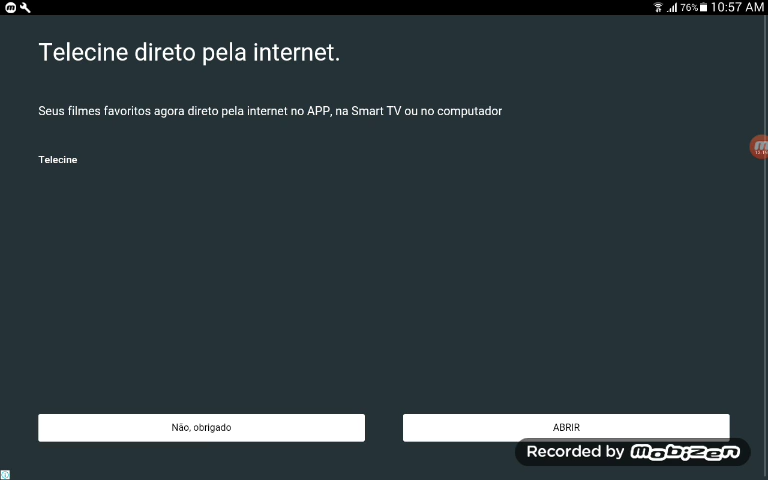 76% 10:57 AM
Telecine direto pela internet.
Seus filmes favoritos agora direto pela internet no APP, na Smart TV ou no computador
Telecine
Não, obrigado
ABRIR
Recorded by mobizen